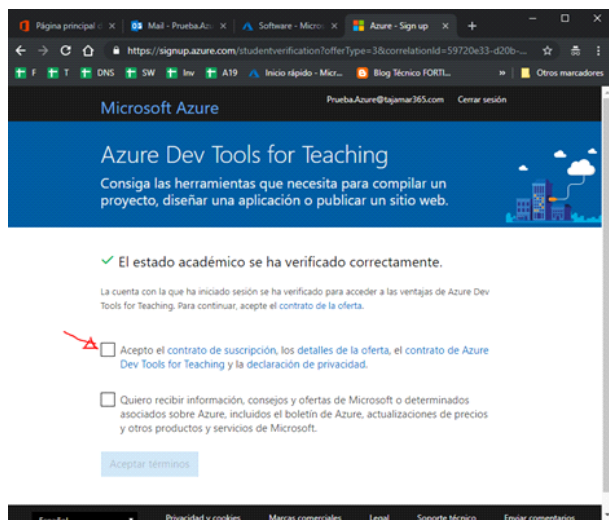 Página principal d
Mail - Prueba.Az
Software - Micros
Azure - Sign up
https://signup.azure.com/studentverification?offerType=3&correlationId=59720e33-d20b-...
F T DNS SW Inv A19 Inicio rápido - Micr... Blog Técnico FORTI... » Otros marcadores
Microsoft Azure
Prueba.Azure@tajamar365.com Cerrar sesión
Azure Dev Tools for Teaching
Consiga las herramientas que necesita para compilar un
proyecto, diseñar una aplicación o publicar un sitio web.
El estado académico se ha verificado correctamente.
La cuenta con la que ha iniciado sesión se ha verificado para acceder a las ventajas de Azure Dev
Tools for Teaching. Para continuar, acepte el contrato de la oferta.
Acepto el contrato de suscripción, los detalles de la oferta, el contrato de Azure
Dev Tools for Teaching y la declaración de privacidad.
Quiero recibir información, consejos y ofertas de Microsoft o determinados
asociados sobre Azure, incluidos el boletín de Azure, actualizaciones de precios
y otros productos y servicios de Microsoft.
Aceptar términos
Español Privacidad y cookies Marcas comerciales Legal Soporte técnico Enviar comentarios